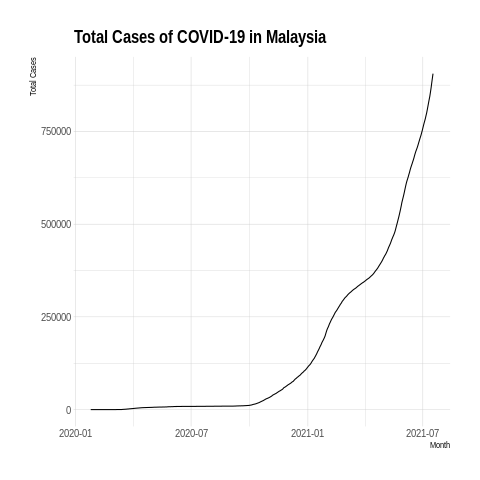 Total Cases of COVID-19 in Malaysia
Total Cases
750000
500000
250000
0
2020-01 2020-07 2021-01 2021-07
Month